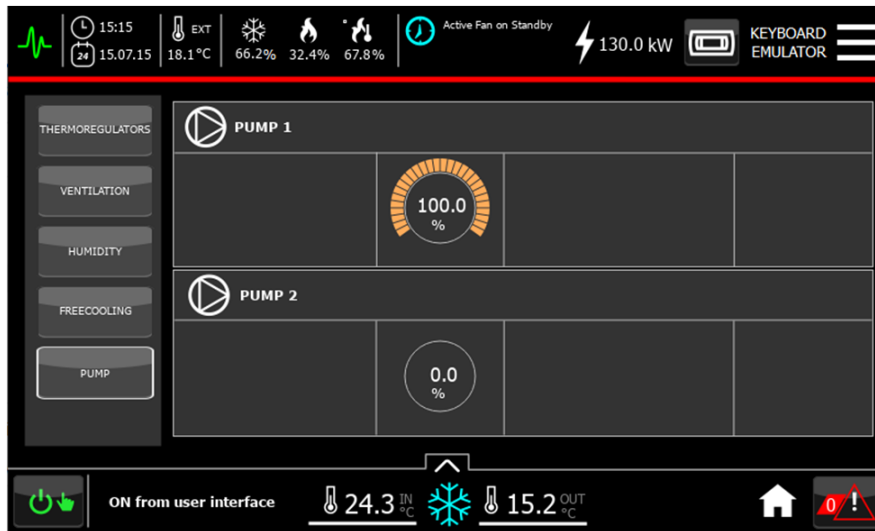 15:15
24 15.07.15
EXT
18.1°C
66.2%
32.4%
67.8%
Active Fan on Standby
130.0 kW
KEYBOARD
EMULATOR
THERMOREGULATORS
VENTILATION
HUMIDITY
FREECOOLING
PUMP
PUMP 1
100.0
%
PUMP 2
0.0
%
ON from user interface
24.3 IN °C
15.2 OUT °C
0 !